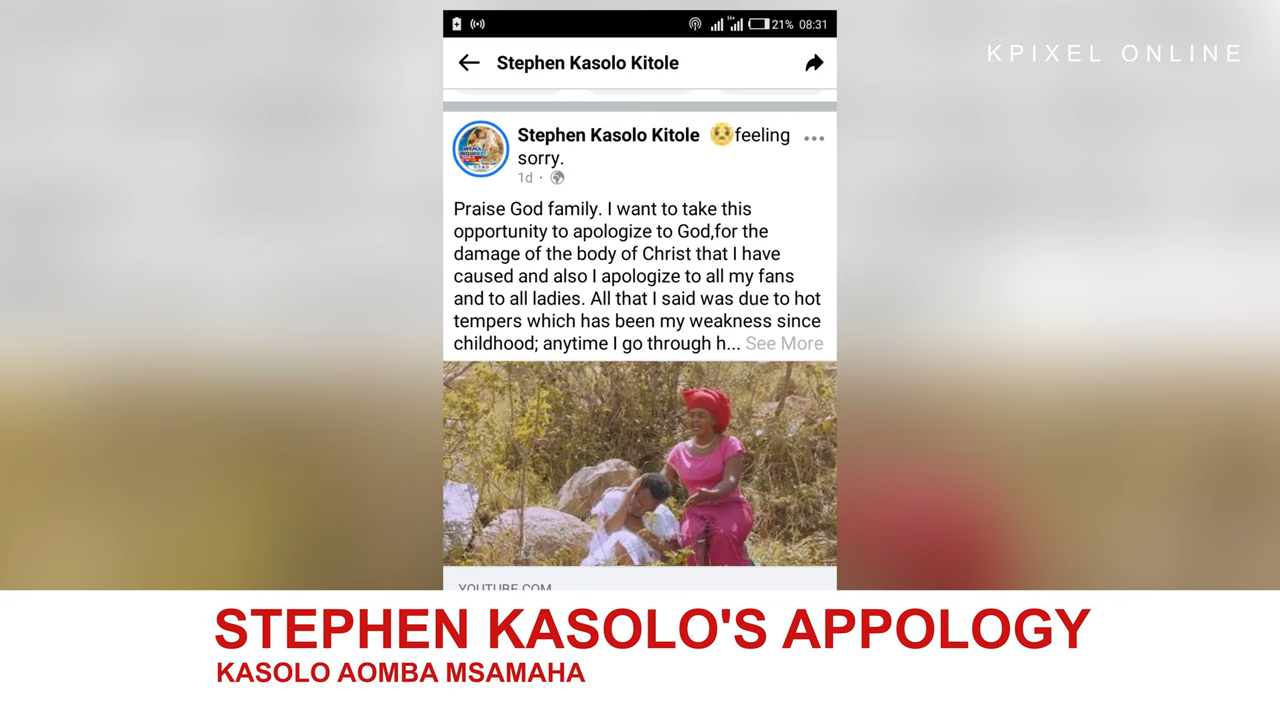 21% 08:31
Stephen Kasolo Kitole
KPIXEL ONLINE
Stephen Kasolo Kitole feeling
sorry.
1d ·
Praise God family. I want to take this
opportunity to apologize to God,for the
damage of the body of Christ that I have
caused and also I apologize to all my fans
and to all ladies. All that I said was due to hot
tempers which has been my weakness since
childhood; anytime I go through h... See More
YOUTUBE.COM
STEPHEN KASOLO'S APPOLOGY
KASOLO AOMBA MSAMAHA